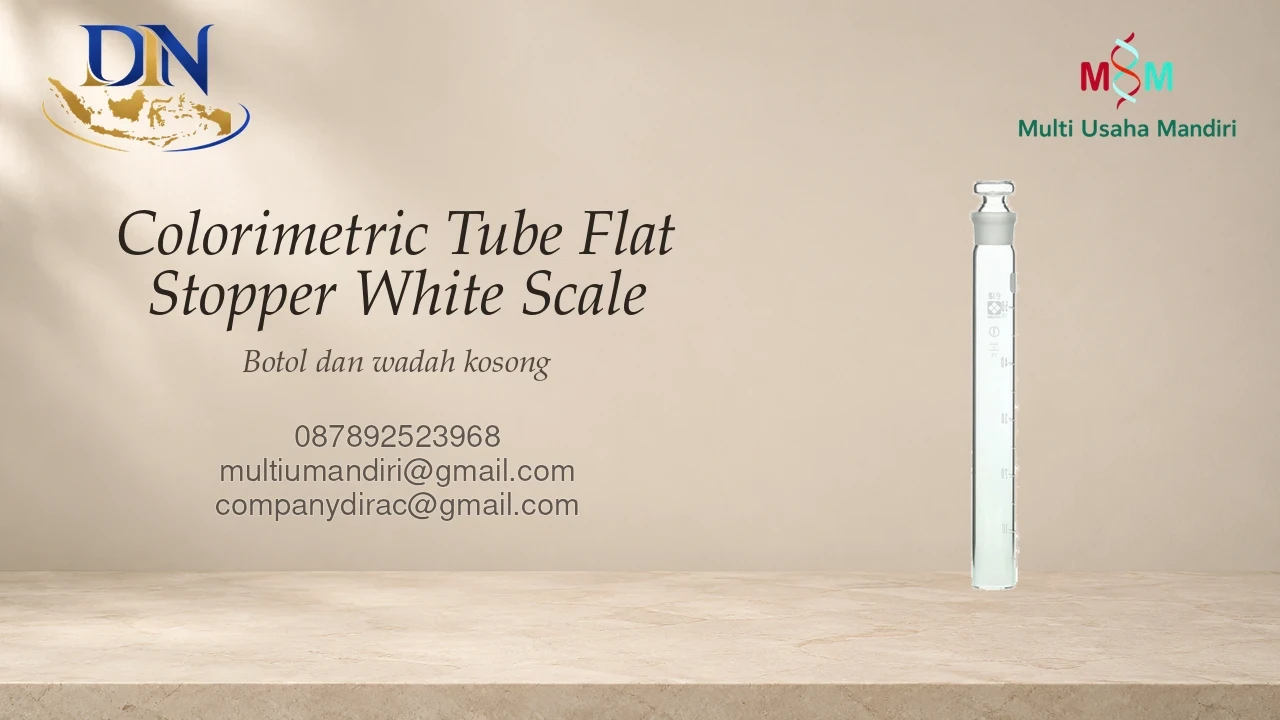 DIN
M M
Multi Usaha Mandiri
Colorimetric Tube Flat
Stopper White Scale
Botol dan wadah kosong
087892523968
multiumandiri@gmail.com
companydirac@gmail.com